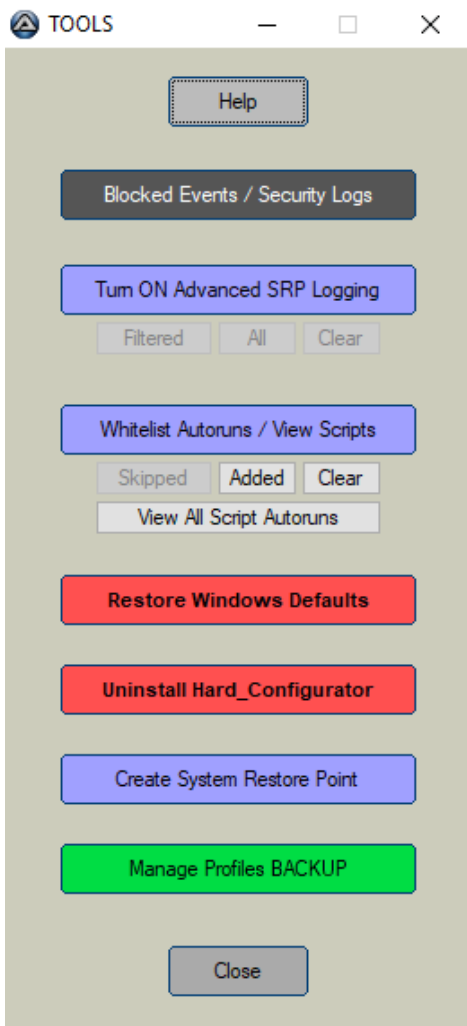 TOOLS
Help
Blocked Events / Security Logs
Turn ON Advanced SRP Logging
Filtered All Clear
Whitelist Autoruns / View Scripts
Skipped Added Clear
View All Script Autoruns
Restore Windows Defaults
Uninstall Hard_Configurator
Create System Restore Point
Manage Profiles BACKUP
Close